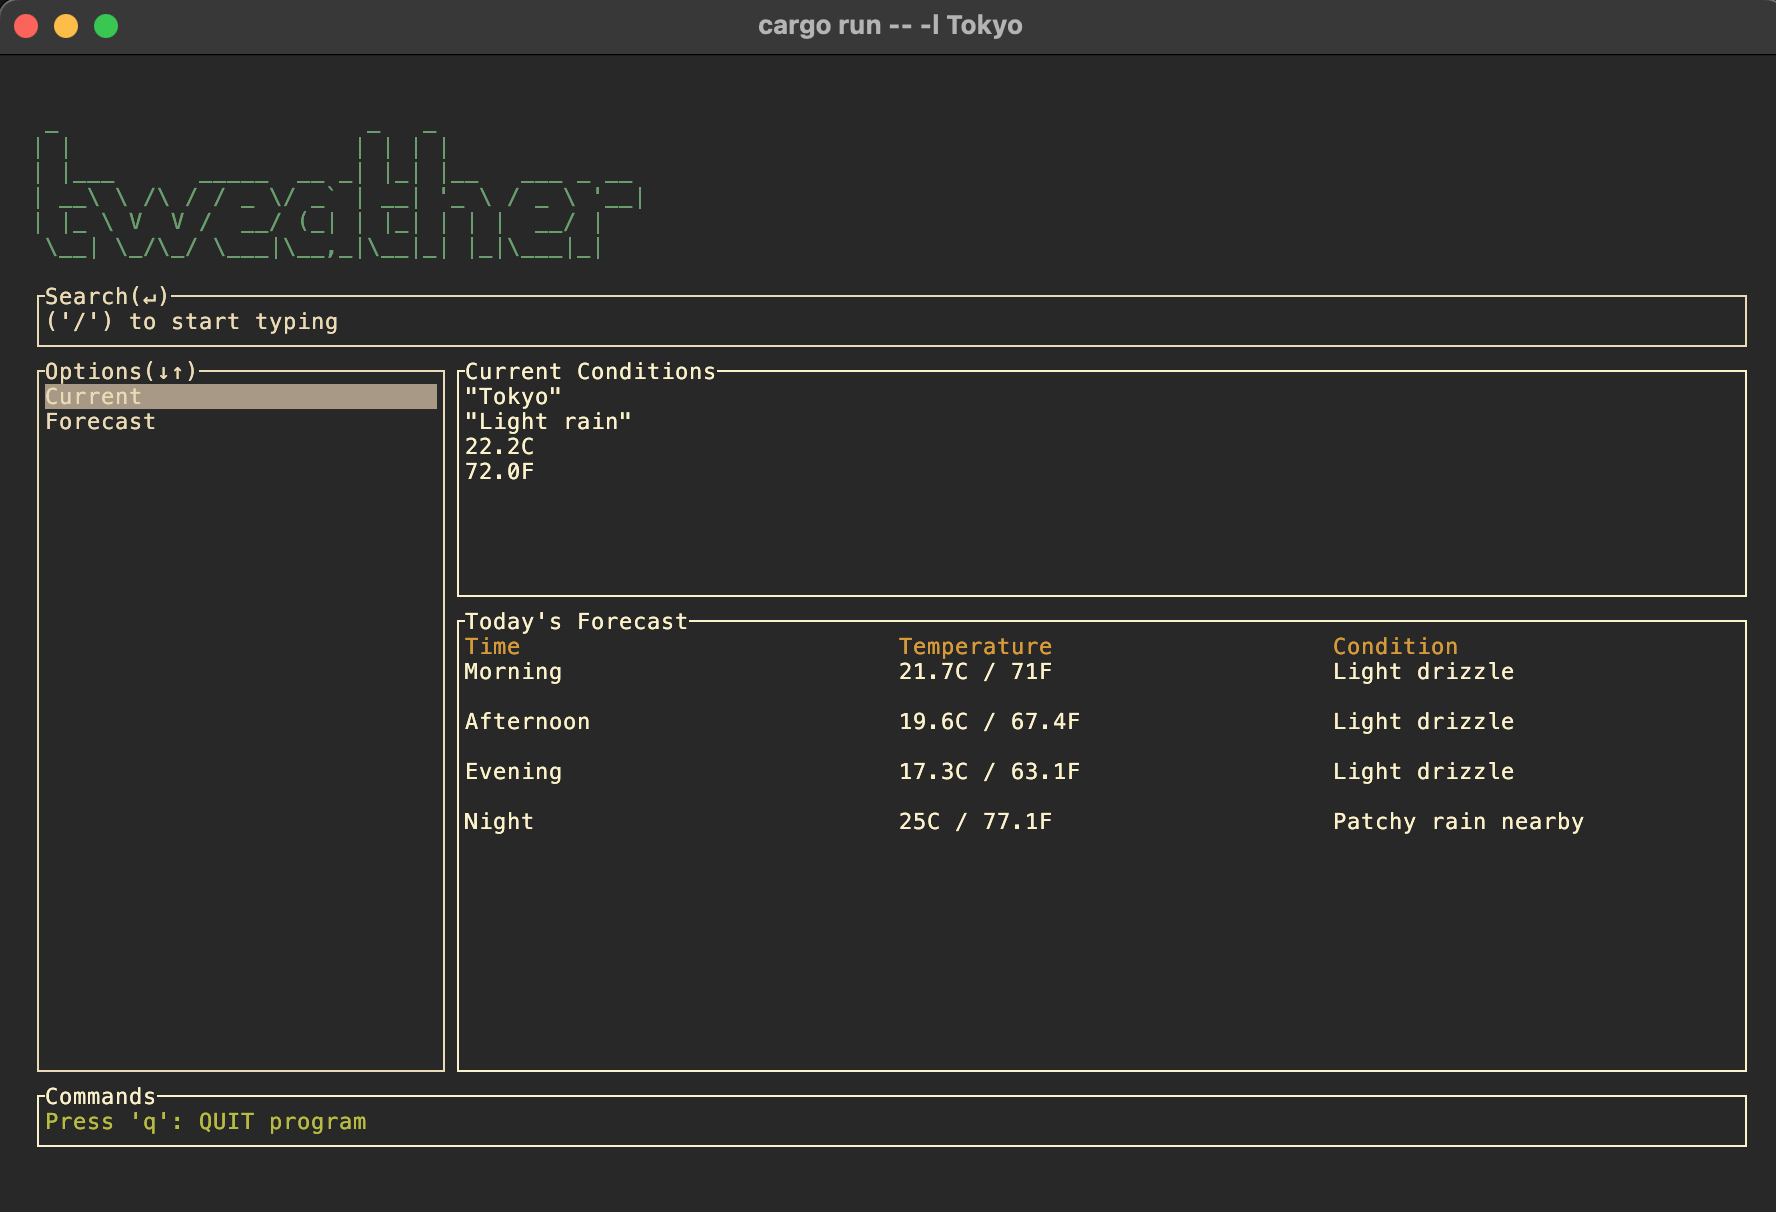 cargo run -- -l Tokyo
tweather
Search(↵)
('/') to start typing
Options(↓↑)
Current
Forecast
Current Conditions
"Tokyo"
"Light rain"
22.2C
72.0F
Today's Forecast
Time Temperature Condition
Morning 21.7C / 71F Light drizzle
Afternoon 19.6C / 67.4F Light drizzle
Evening 17.3C / 63.1F Light drizzle
Night 25C / 77.1F Patchy rain nearby
Commands
Press 'q': QUIT program